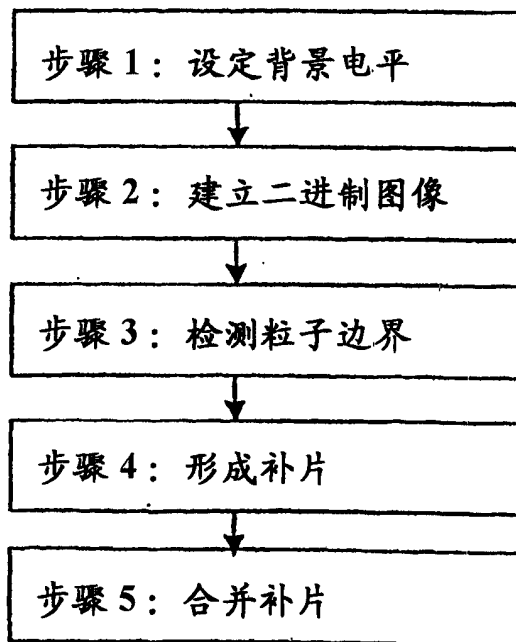 步骤 1：设定背景电平
步骤 2：建立二进制图像
步骤 3：检测粒子边界
步骤 4：形成补片
步骤 5：合并补片